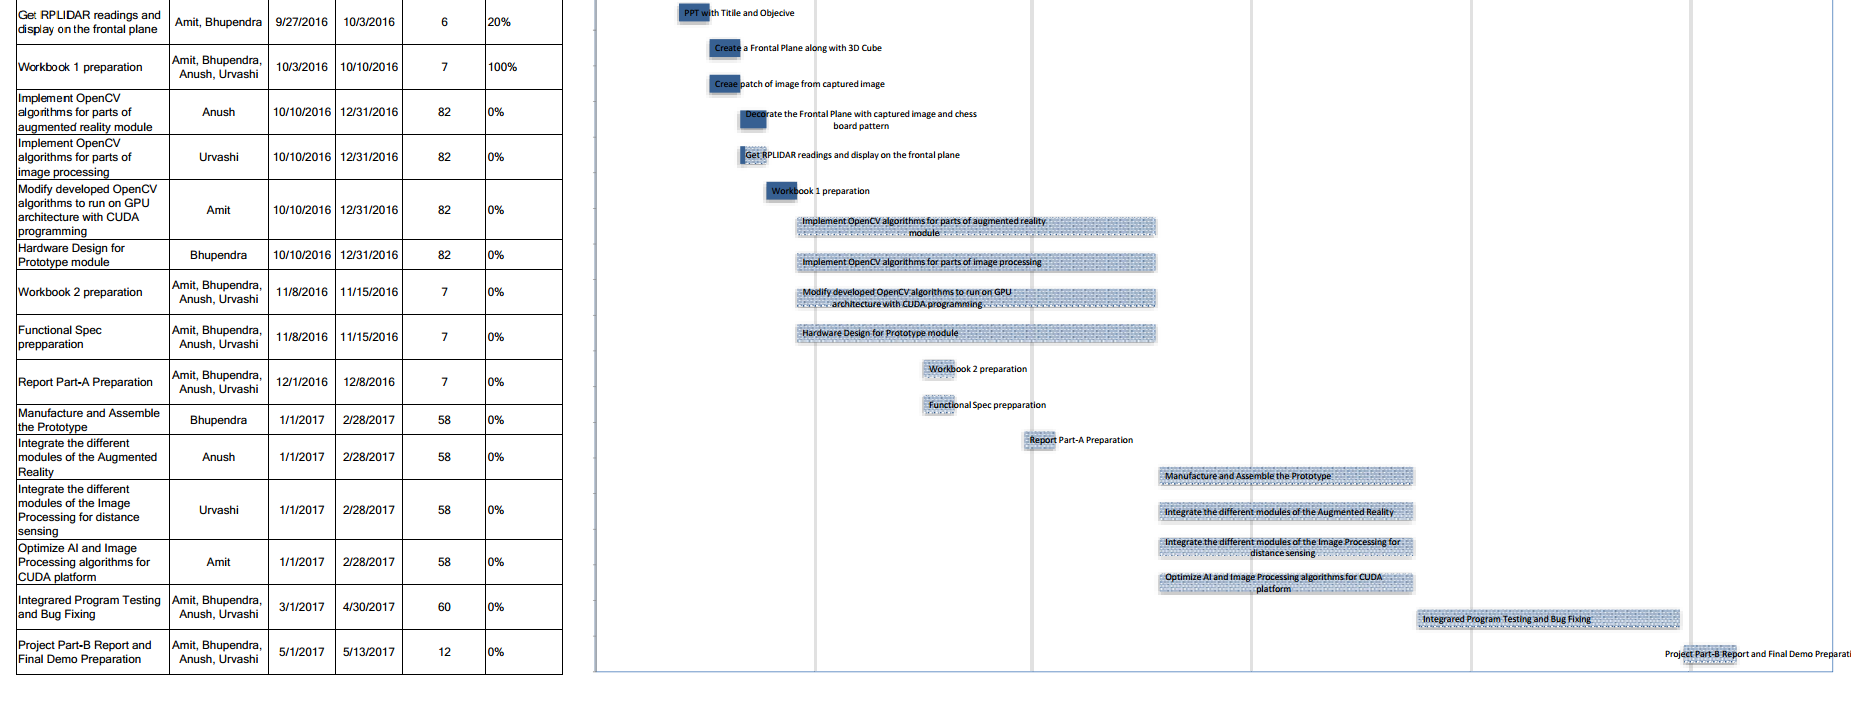 Get RPLIDAR readings and
display on the frontal plane
Amit, Bhupendra
9/27/2016
10/3/2016
6
20%
Workbook 1 preparation
Amit, Bhupendra,
Anush, Urvashi
10/3/2016
10/10/2016
7
100%
Implement OpenCV
algorithms for parts of
augmented reality module
Anush
10/10/2016
12/31/2016
82
0%
Implement OpenCV
algorithms for parts of
image processing
Urvashi
10/10/2016
12/31/2016
82
0%
Modify developed OpenCV
algorithms to run on GPU
architecture with CUDA
programming
Amit
10/10/2016
12/31/2016
82
0%
Hardware Design for
Prototype module
Bhupendra
10/10/2016
12/31/2016
82
0%
Workbook 2 preparation
Amit, Bhupendra,
Anush, Urvashi
11/8/2016
11/15/2016
7
0%
Functional Spec
prepparation
Amit, Bhupendra,
Anush, Urvashi
11/8/2016
11/15/2016
7
0%
Report Part-A Preparation
Amit, Bhupendra,
Anush, Urvashi
12/1/2016
12/8/2016
7
0%
Manufacture and Assemble
the Prototype
Bhupendra
1/1/2017
2/28/2017
58
0%
Integrate the different
modules of the Augmented
Reality
Anush
1/1/2017
2/28/2017
58
0%
Integrate the different
modules of the Image
Processing for distance
sensing
Urvashi
1/1/2017
2/28/2017
58
0%
Optimize AI and Image
Processing algorithms for
CUDA platform
Amit
1/1/2017
2/28/2017
58
0%
Integrared Program Testing
and Bug Fixing
Amit, Bhupendra,
Anush, Urvashi
3/1/2017
4/30/2017
60
0%
Project Part-B Report and
Final Demo Preparation
Amit, Bhupendra,
Anush, Urvashi
5/1/2017
5/13/2017
12
0%
PPT with Titile and Objecive
Create a Frontal Plane along with 3D Cube
Creae patch of image from captured image
Decorate the Frontal Plane with captured image and chess
board pattern
Get RPLIDAR readings and display on the frontal plane
Workbook 1 preparation
Implement OpenCV algorithms for parts of augmented reality
module
Implement OpenCV algorithms for parts of image processing
Modify developed OpenCV algorithms to run on GPU
architecture with CUDA programming
Hardware Design for Prototype module
Workbook 2 preparation
Functional Spec prepparation
Report Part-A Preparation
Manufacture and Assemble the Prototype
Integrate the different modules of the Augmented Reality
Integrate the different modules of the Image Processing for
distance sensing
Optimize AI and Image Processing algorithms for CUDA
platform
Integrared Program Testing and Bug Fixing
Project Part-B Report and Final Demo Preparati